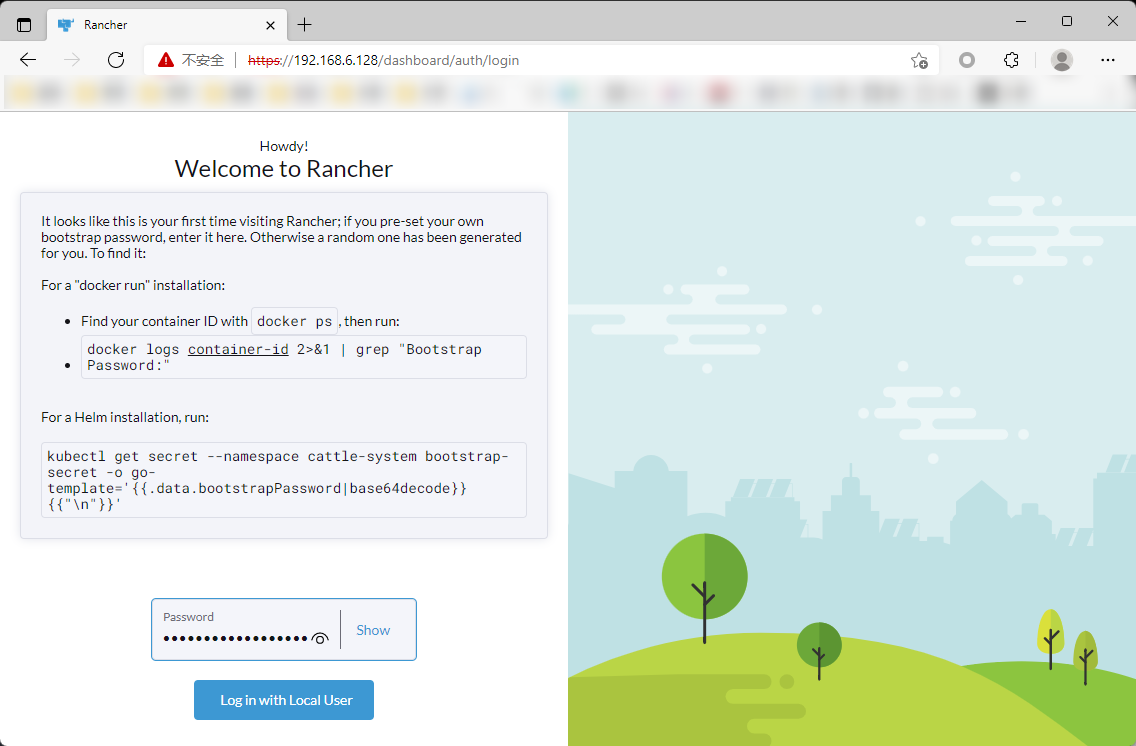 Rancher
不安全
https://192.168.6.128/dashboard/auth/login
Howdy!
Welcome to Rancher
It looks like this is your first time visiting Rancher; if you pre-set your own
bootstrap password, enter it here. Otherwise a random one has been generated
for you. To find it:
For a "docker run" installation:
Find your container ID with docker ps, then run:
docker logs container-id 2>&1 | grep "Bootstrap
Password:"
For a Helm installation, run:
kubectl get secret --namespace cattle-system bootstrap-
secret -o go-
template='{{.data.bootstrapPassword|base64decode}}
{{"\n"}}'
Password
Show
Log in with Local User